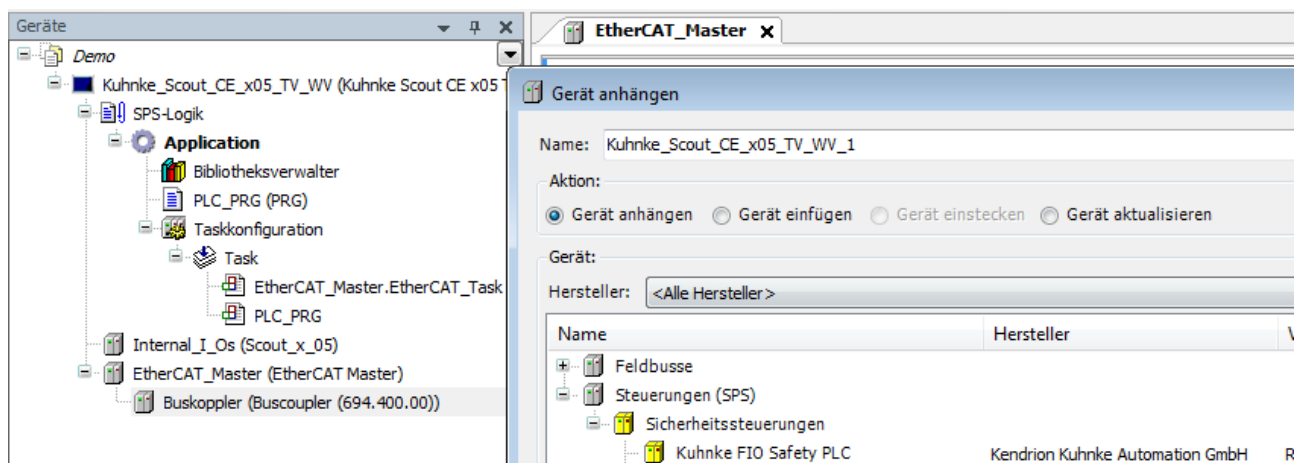 Geräte
EtherCAT_Master
Demo
Kuhnke_Scout_CE_x05_TV_WV (Kuhnke Scout CE x05 T
SPS-Logik
Application
Bibliotheksverwalter
PLC_PRG (PRG)
Taskkonfiguration
Task
EtherCAT_Master.EtherCAT_Task
PLC_PRG
Internal_I_Os (Scout_x_05)
EtherCAT_Master (EtherCAT Master)
Buskoppler (Buscoupler (694.400.00))
Gerät anhängen
Name: Kuhnke_Scout_CE_x05_TV_WV_1
Aktion:
Gerät anhängen Gerät einfügen Gerät einstecken Gerät aktualisieren
Gerät:
Hersteller: <Alle Hersteller>
Name Hersteller V
Feldbusse
Steuerungen (SPS)
Sicherheitssteuerungen
Kuhnke FIO Safety PLC Kendrion Kuhnke Automation GmbH R